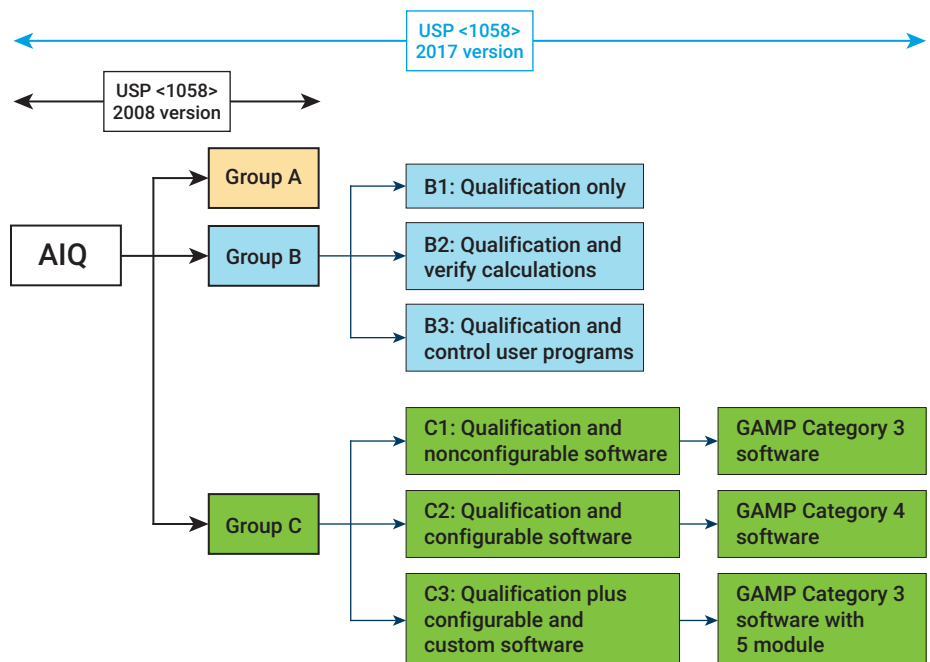 USP <1058>
2017 version
USP <1058>
2008 version
Group A
AIQ
Group B
B1: Qualification only
B2: Qualification and
verify calculations
B3: Qualification and
control user programs
Group C
C1: Qualification and
nonconfigurable software
GAMP Category 3
software
C2: Qualification and
configurable software
GAMP Category 4
software
C3: Qualification plus
configurable and
custom software
GAMP Category 3
software with
5 module